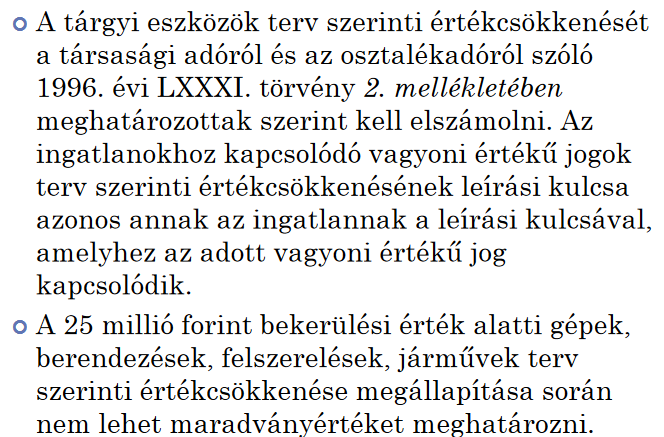 A tárgyi eszközök terv szerinti értékcsökkenését
a társasági adóról és az osztalékadóról szóló
1996. évi LXXXI. törvény 2. mellékletében
meghatározottak szerint kell elszámolni. Az
ingatlanokhoz kapcsolódó vagyoni értékű jogok
terv szerinti értékcsökkenésének leírási kulcsa
azonos annak az ingatlannak a leírási kulcsával,
amelyhez az adott vagyoni értékű jog
kapcsolódik.
A 25 millió forint bekerülési érték alatti gépek,
berendezések, felszerelések, járművek terv
szerinti értékcsökkenése megállapítása során
nem lehet maradványértéket meghatározni.